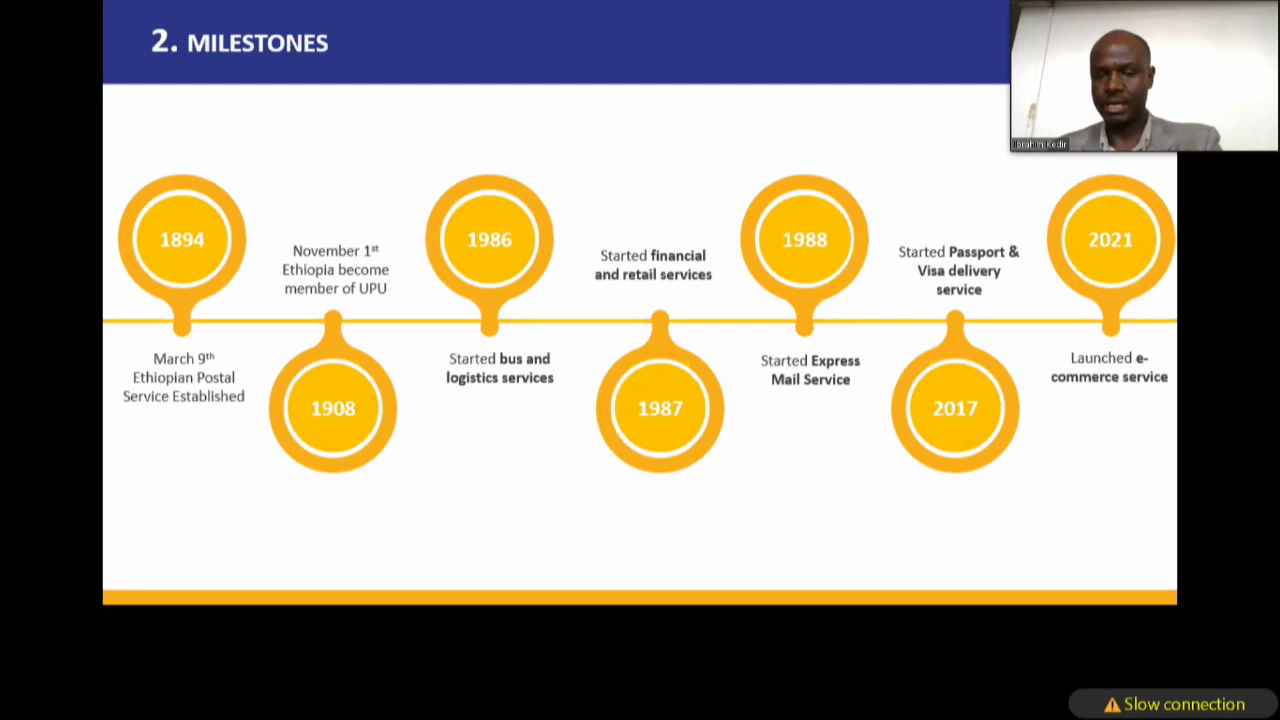 2. MILESTONES
Ibrahim Kedir
1894
March 9th
Ethiopian Postal
Service Established
November 1st
Ethiopia become
member of UPU
1908
1986
Started bus and
logistics services
Started financial
and retail services
1987
1988
Started Express
Mail Service
Started Passport &
Visa delivery
service
2017
2021
Launched e-
commerce service
Slow connection